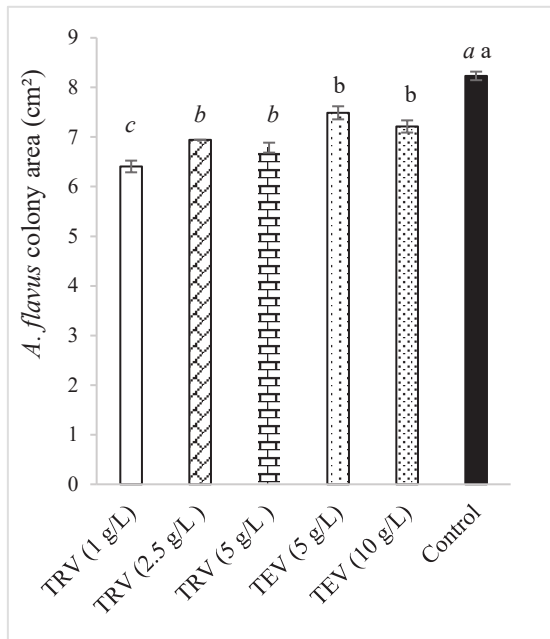 A. flavus colony area (cm²)
9
8
7
6
5
4
3
2
1
0
c
b
b
b
b
a a
TRV (1 g/L)
TRV (2.5 g/L )
TRV (5 g/L)
TEV (5 g/L)
TEV (10 g/L)
Control